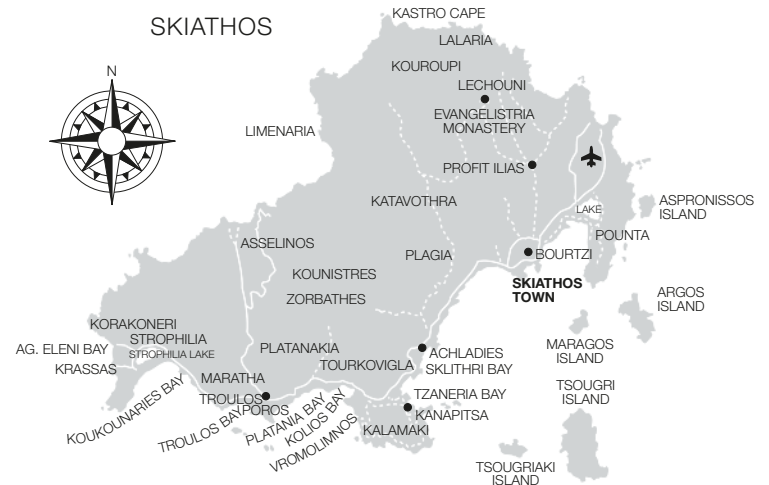 SKIATHOS
N
KASTRO CAPE
LALARIA
KOUROUPI
LECHOUNI
EVANGELISTRIA
MONASTERY
LIMENARIA
PROFIT ILIAS
KATAVOTHRA
LAKE
ASPRONISSOS
ISLAND
POUNTA
ASSELINOS
PLAGIA
BOURTZI
KOUNISTRES
SKIATHOS
TOWN
ZORBATHES
ARGOS
ISLAND
KORAKONERI
STROPHILIA
AG. ELENI BAY
STROPHILIA LAKE
KRASSAS
PLATANAKIA
TOURKOVIGLA
ACHLADIES
SKLITHRI BAY
MARAGOS
ISLAND
MARATHA
TROULOS
POROS
TZANERIA BAY
KANAPITSA
TSOUGRI
ISLAND
KOUKOUNARIES BAY
TROULOS BAY
PLATANIA BAY
KOLIOS BAY
VROMOLIMNOS
KALAMAKI
TSOUGRIAKI
ISLAND